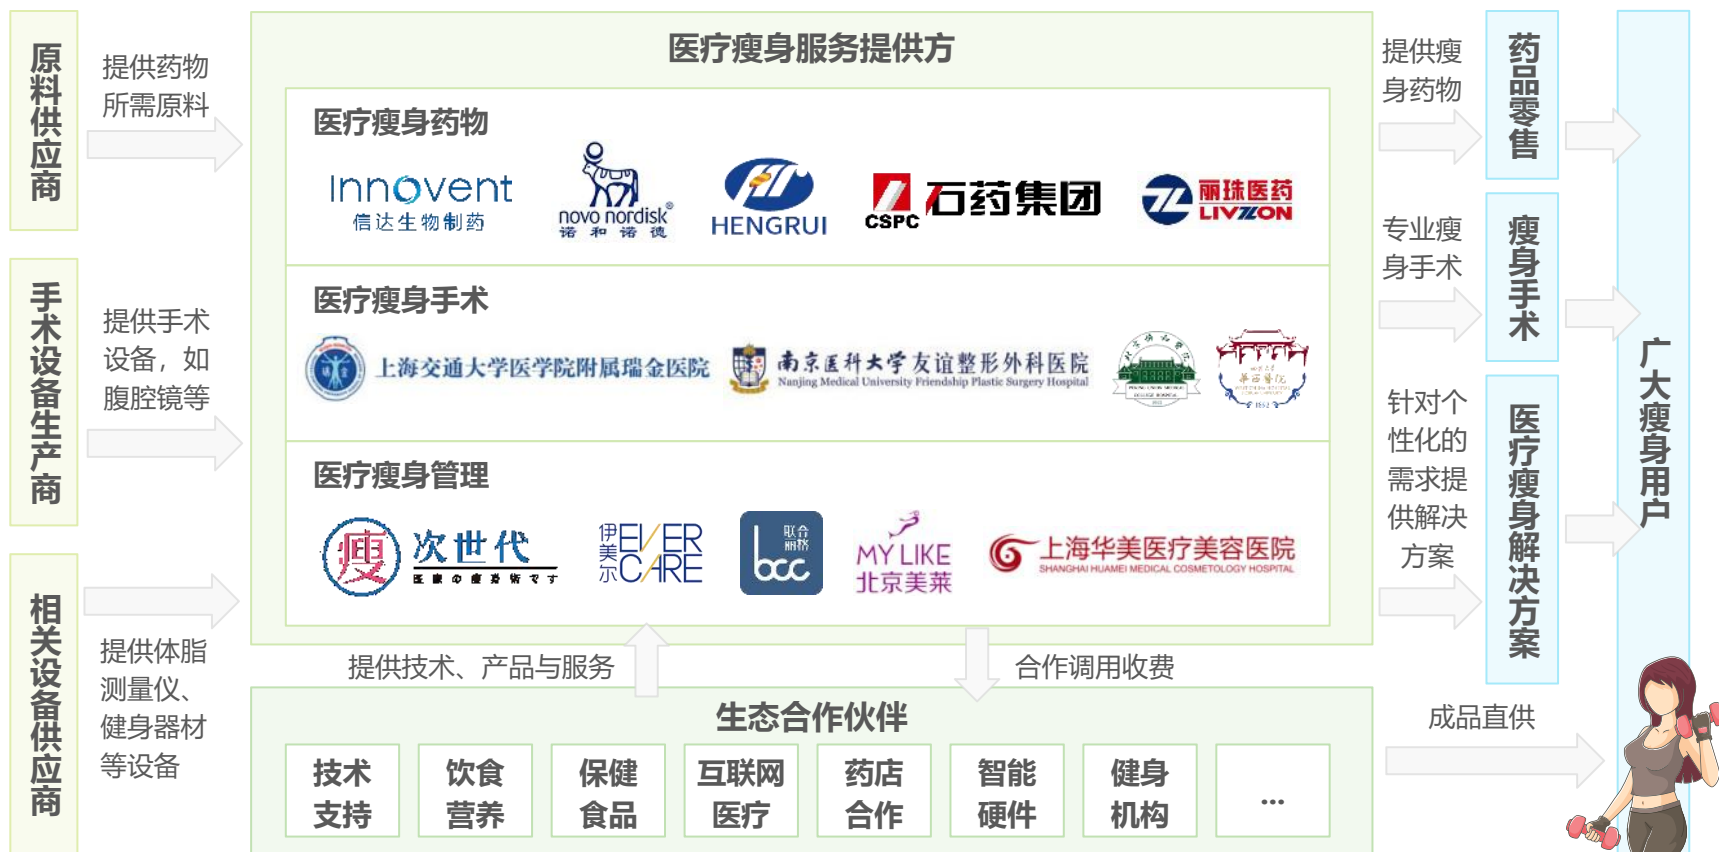 原料供应商
提供药物
所需原料
手术设备生产商
提供手术
设备，如
腹腔镜等
相关设备供应商
提供体脂
测量仪、
健身器材
等设备
医疗瘦身服务提供方
医疗瘦身药物
Innovent
信达生物制药
novo nordisk®
诺和诺德
HENGRUI
CSPC
石药集团
丽珠医药
LIVZON
医疗瘦身手术
上海交通大学医学院附属瑞金医院
南京医科大学友谊整形外科医院
Nanjing Medical University Friendship Plastic Surgery Hospital
医疗瘦身管理
瘦
次世代
医療の瘦身術です
伊美尔
EVER
CARE
联合
丽格
bcc
MYLIKE
北京美莱
上海华美医疗美容医院
SHANGHAI HUAMEI MEDICAL COSMETOLOGY HOSPITAL
提供技术、产品与服务
合作调用收费
生态合作伙伴
技术
支持
饮食
营养
保健
食品
互联网
医疗
药店
合作
智能
硬件
健身
机构
...
提供瘦
身药物
药品零售
专业瘦
身手术
瘦身手术
针对个
性化的
需求提
供解决
方案
医疗瘦身解决方案
成品直供
广大瘦身用户